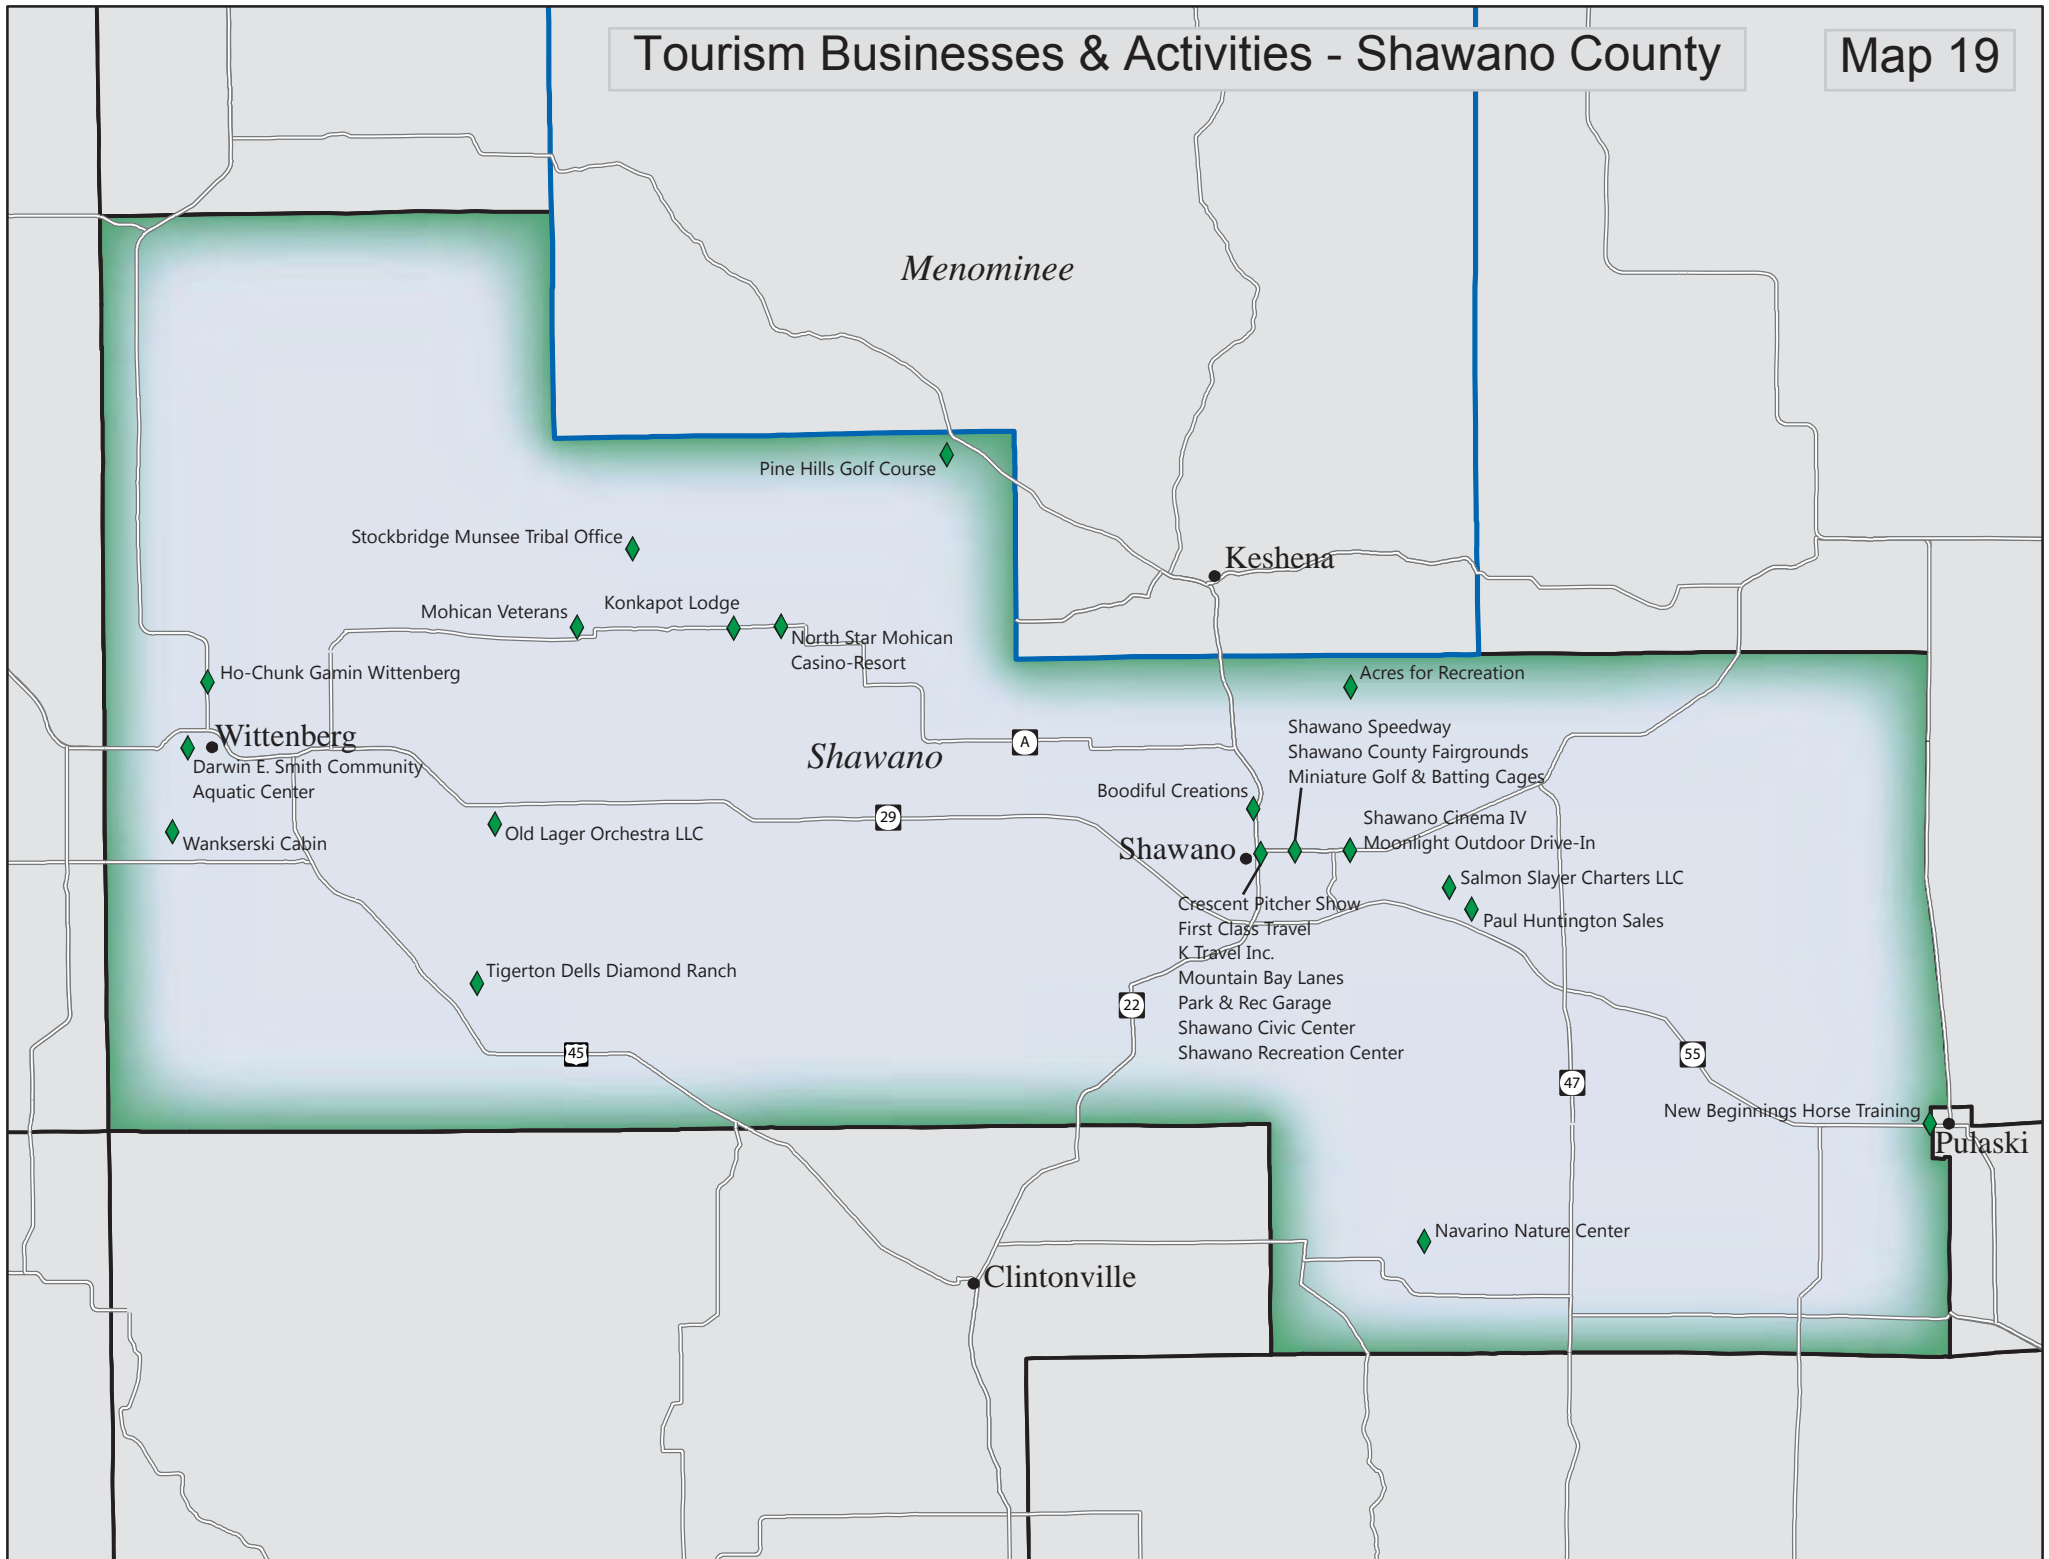 Tourism Businesses & Activities - Shawano County
Map 19
Menominee
Pine Hills Golf Course
Stockbridge Munsee Tribal Office
Keshena
Mohican Veterans
Konkapot Lodge
North Star Mohican
Casino-Resort
Ho-Chunk Gamin Wittenberg
Acres for Recreation
Wittenberg
Darwin E. Smith Community
Aquatic Center
Shawano
A
Shawano Speedway
Shawano County Fairgrounds
Miniature Golf & Batting Cages
Boodiful Creations
29
Shawano Cinema IV
Moonlight Outdoor Drive-In
Wankserski Cabin
Old Lager Orchestra LLC
Shawano
Salmon Slayer Charters LLC
Paul Huntington Sales
Crescent Pitcher Show
First Class Travel
K Travel Inc.
Mountain Bay Lanes
Park & Rec Garage
Shawano Civic Center
Shawano Recreation Center
Tigerton Dells Diamond Ranch
22
45
55
47
New Beginnings Horse Training
Pulaski
Navarino Nature Center
Clintonville